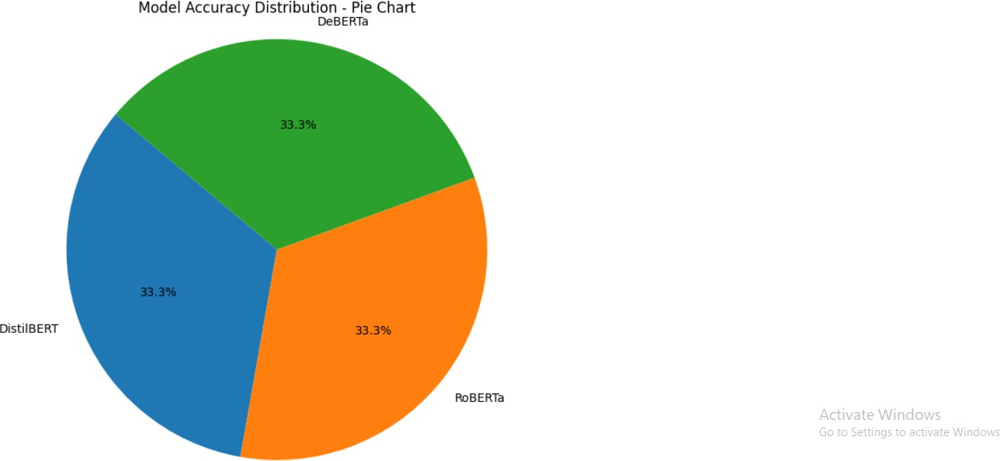 Model Accuracy Distribution - Pie Chart
DeBERTa
33.3%
33.3%
DistilBERT
33.3%
RoBERTa
Activate Windows
Go to Settings to activate Windows